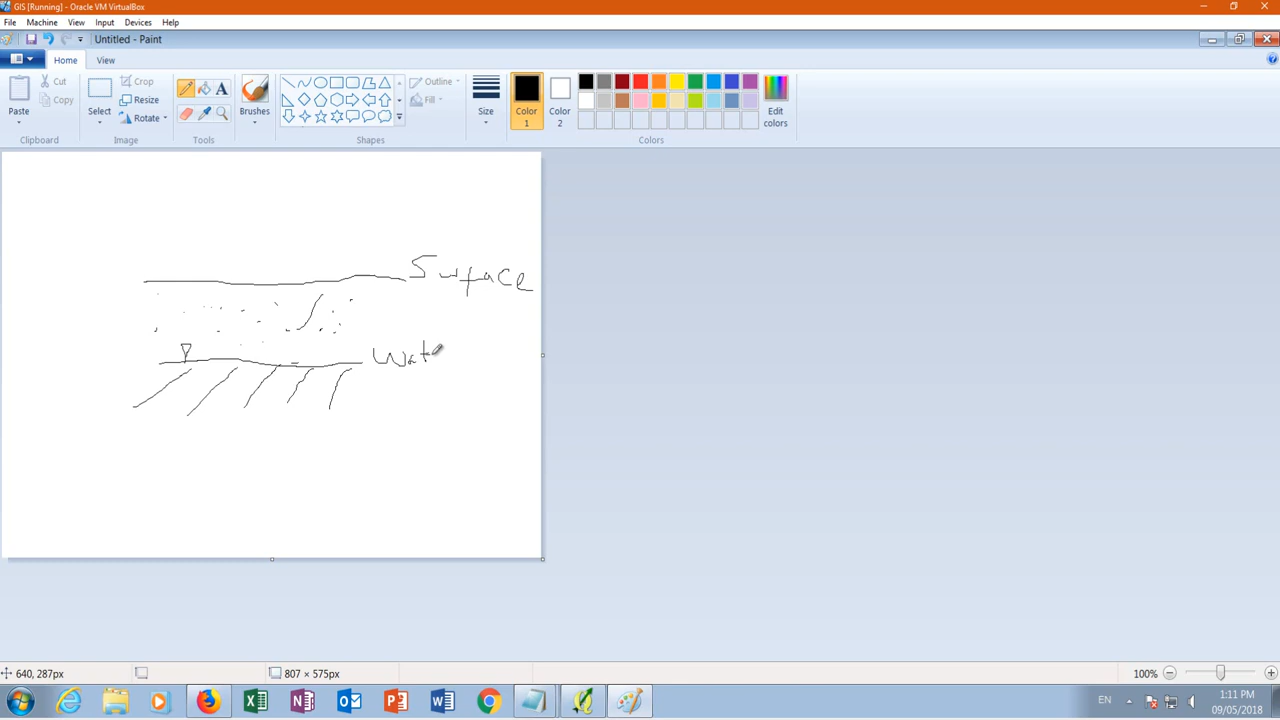 GIS [Running] - Oracle VM VirtualBox
File Machine Input Devices Help
Untitled - Paint
Home View
Paste
Cut
Copy
Clipboard
Select
Crop
Resize
Rotate
Image
Tools
Brushes
Outline
Fill
Shapes
Size
Color 1
Color 2
Edit colors
Colors
Surface
Wate
640, 287px
807 × 575px
100%
EN
1:11 PM
09/05/2018